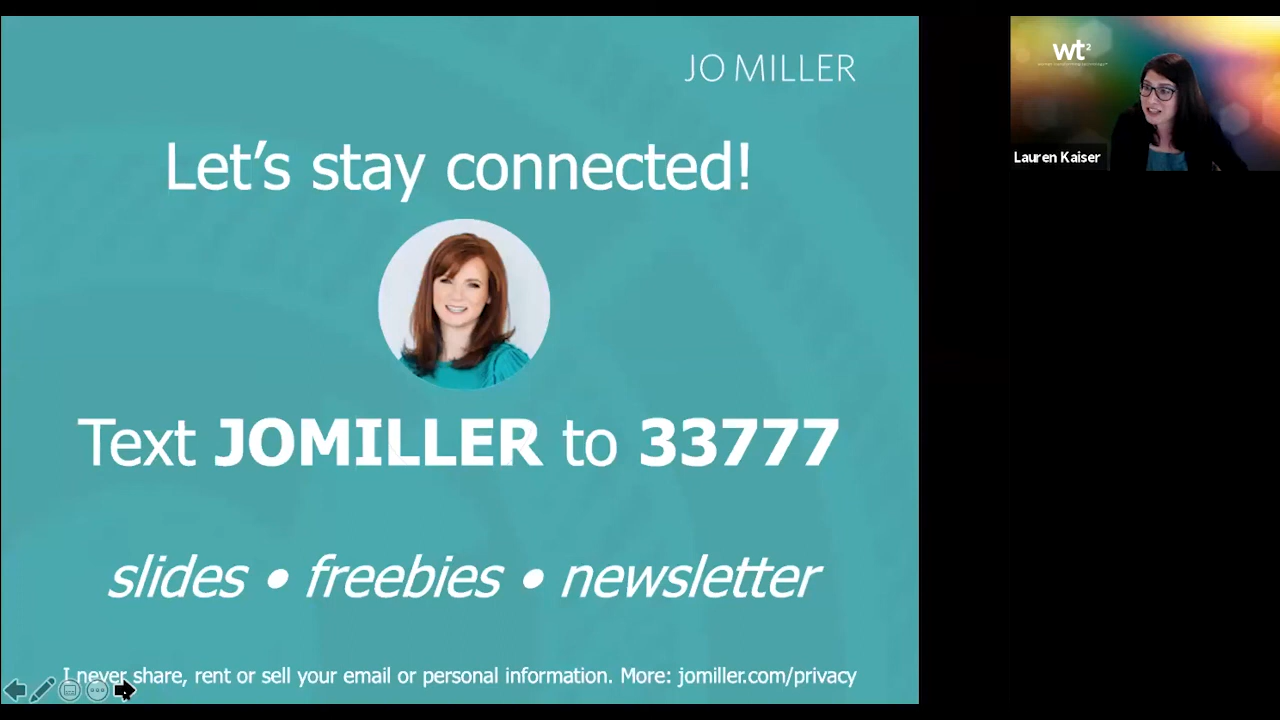 JO MILLER
Let's stay connected!
Text JOMILLER to 33777
slides • freebies • newsletter
I never share, rent or sell your email or personal information. More: jomiller.com/privacy
wt²
Lauren Kaiser